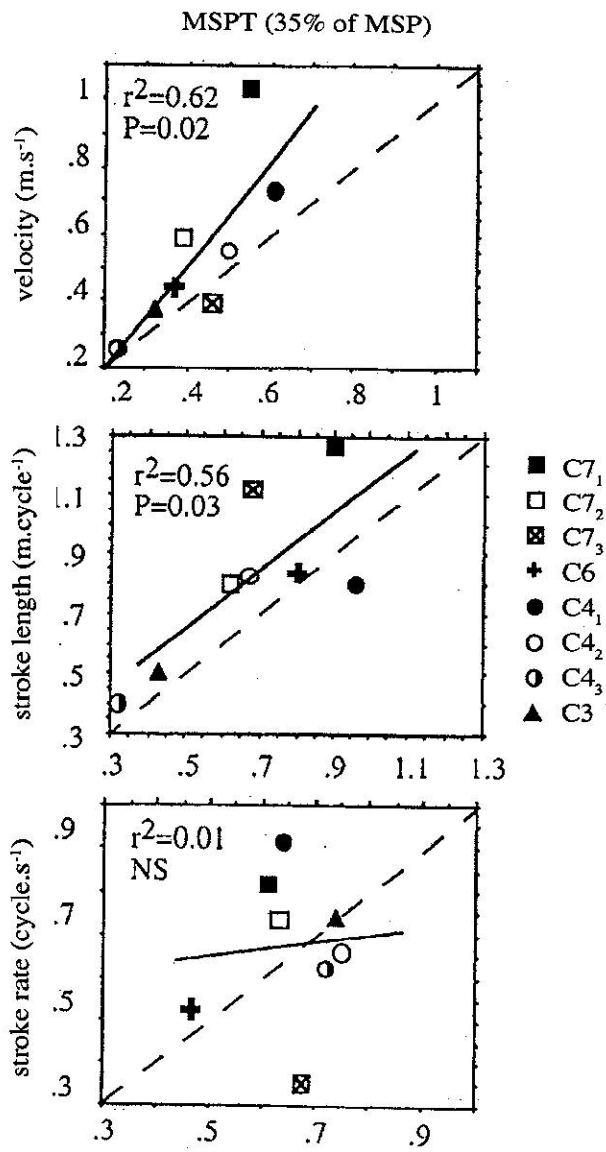 MSPT (35% of MSP)
velocity (m.s⁻¹)
1
.8
.6
.4
.2
r²=0.62
P=0.02
.2 .4 .6 .8 1
stroke length (m.cycle⁻¹)
1.3
1.1
.9
.7
.5
.3
r²=0.56
P=0.03
.3 .5 .7 .9 1.1 1.3
C7₁
C7₂
C7₃
C6
C4₁
C4₂
C4₃
C3
stroke rate (cycle.s⁻¹)
.9
.7
.5
.3
r²=0.01
NS
.3 .5 .7 .9